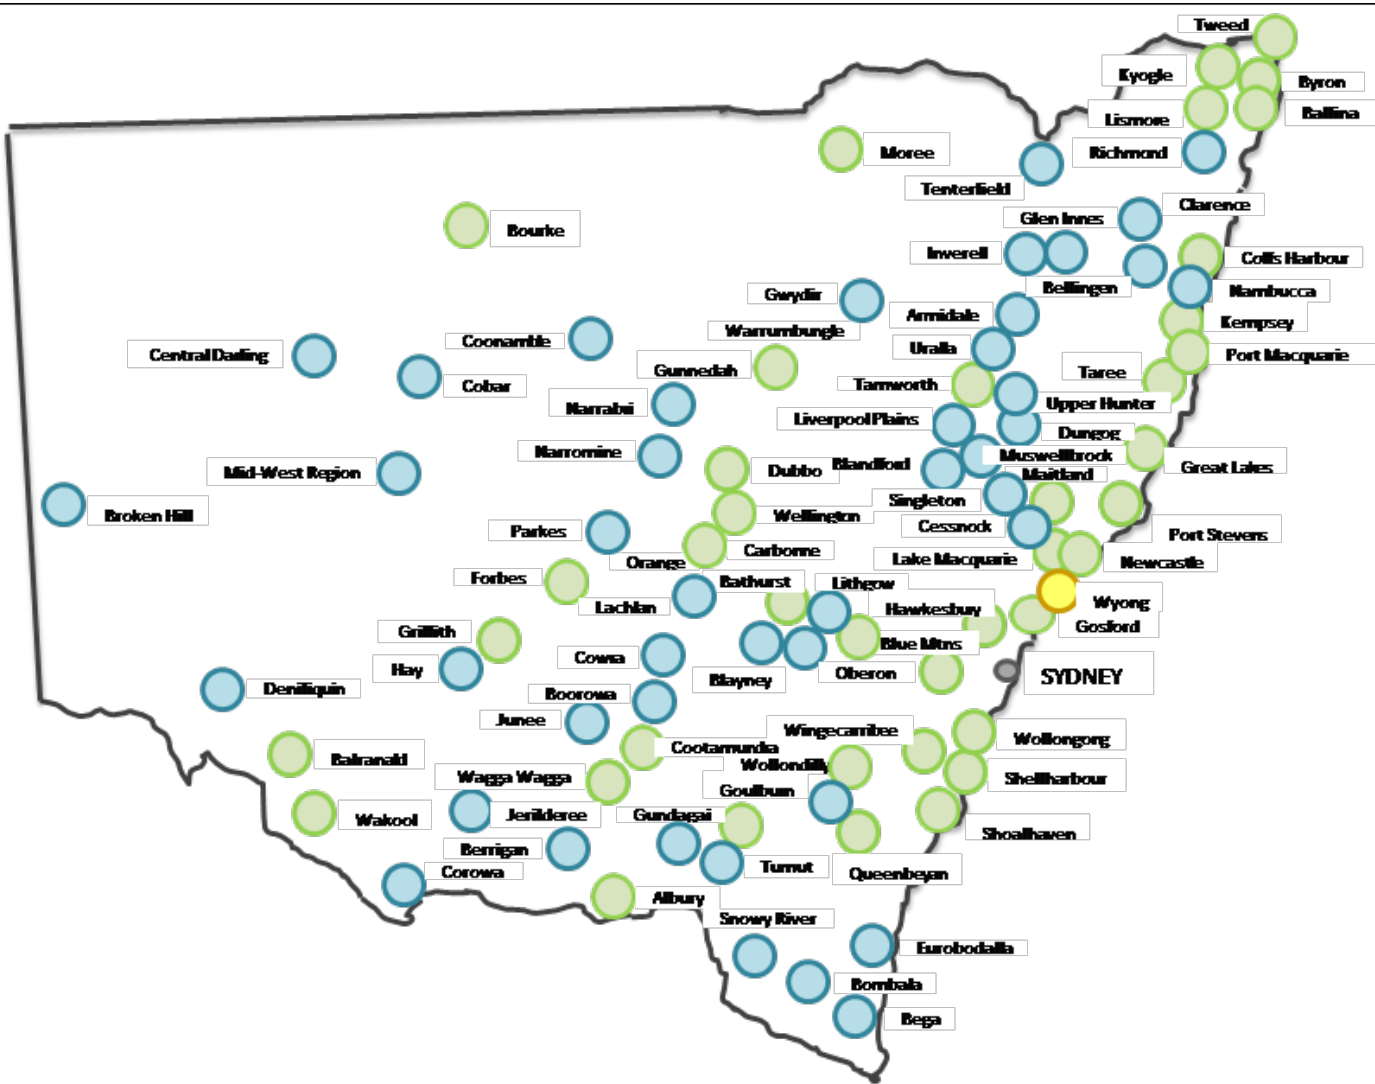 Tweed
Kyogle
Byron
Lismore
Ballina
Moree
Richmond
Tenterfield
Clarence
Glen Innes
Bourke
Inverell
Coffs Harbour
Bellingen
Nambucca
Gwydir
Armidale
Kempsey
Warrumbungle
Coonamble
Uralla
Central Darling
Port Macquarie
Gunnedah
Taree
Cobar
Tamworth
Upper Hunter
Narrabri
Liverpool Plains
Dungog
Narromine
Muswellbrock
Blandford
Dubbo
Great Lakes
Mid-West Region
Maitland
Singleton
Broken Hill
Wellington
Cessnock
Parkes
Port Stevens
Carbonne
Lake Macquarie
Orange
Newcastle
Forbes
Bathurst
Lithgow
Lachlan
Hawkesbuy
Wyong
Gosford
Griffith
Blue Mtns
Cowra
Hay
Oberon
SYDNEY
Blayney
Deniliquin
Boorowa
Junee
Wingecarribee
Wollongong
Cootamundia
Balranald
Wollondilly
Wagga Wagga
Shellharbour
Goulburn
Jerilderee
Gundagai
Wakool
Shoalhaven
Berrigan
Tumut
Corowa
Queenbeyan
Albury
Snowy River
Eurobodalla
Bombala
Bega